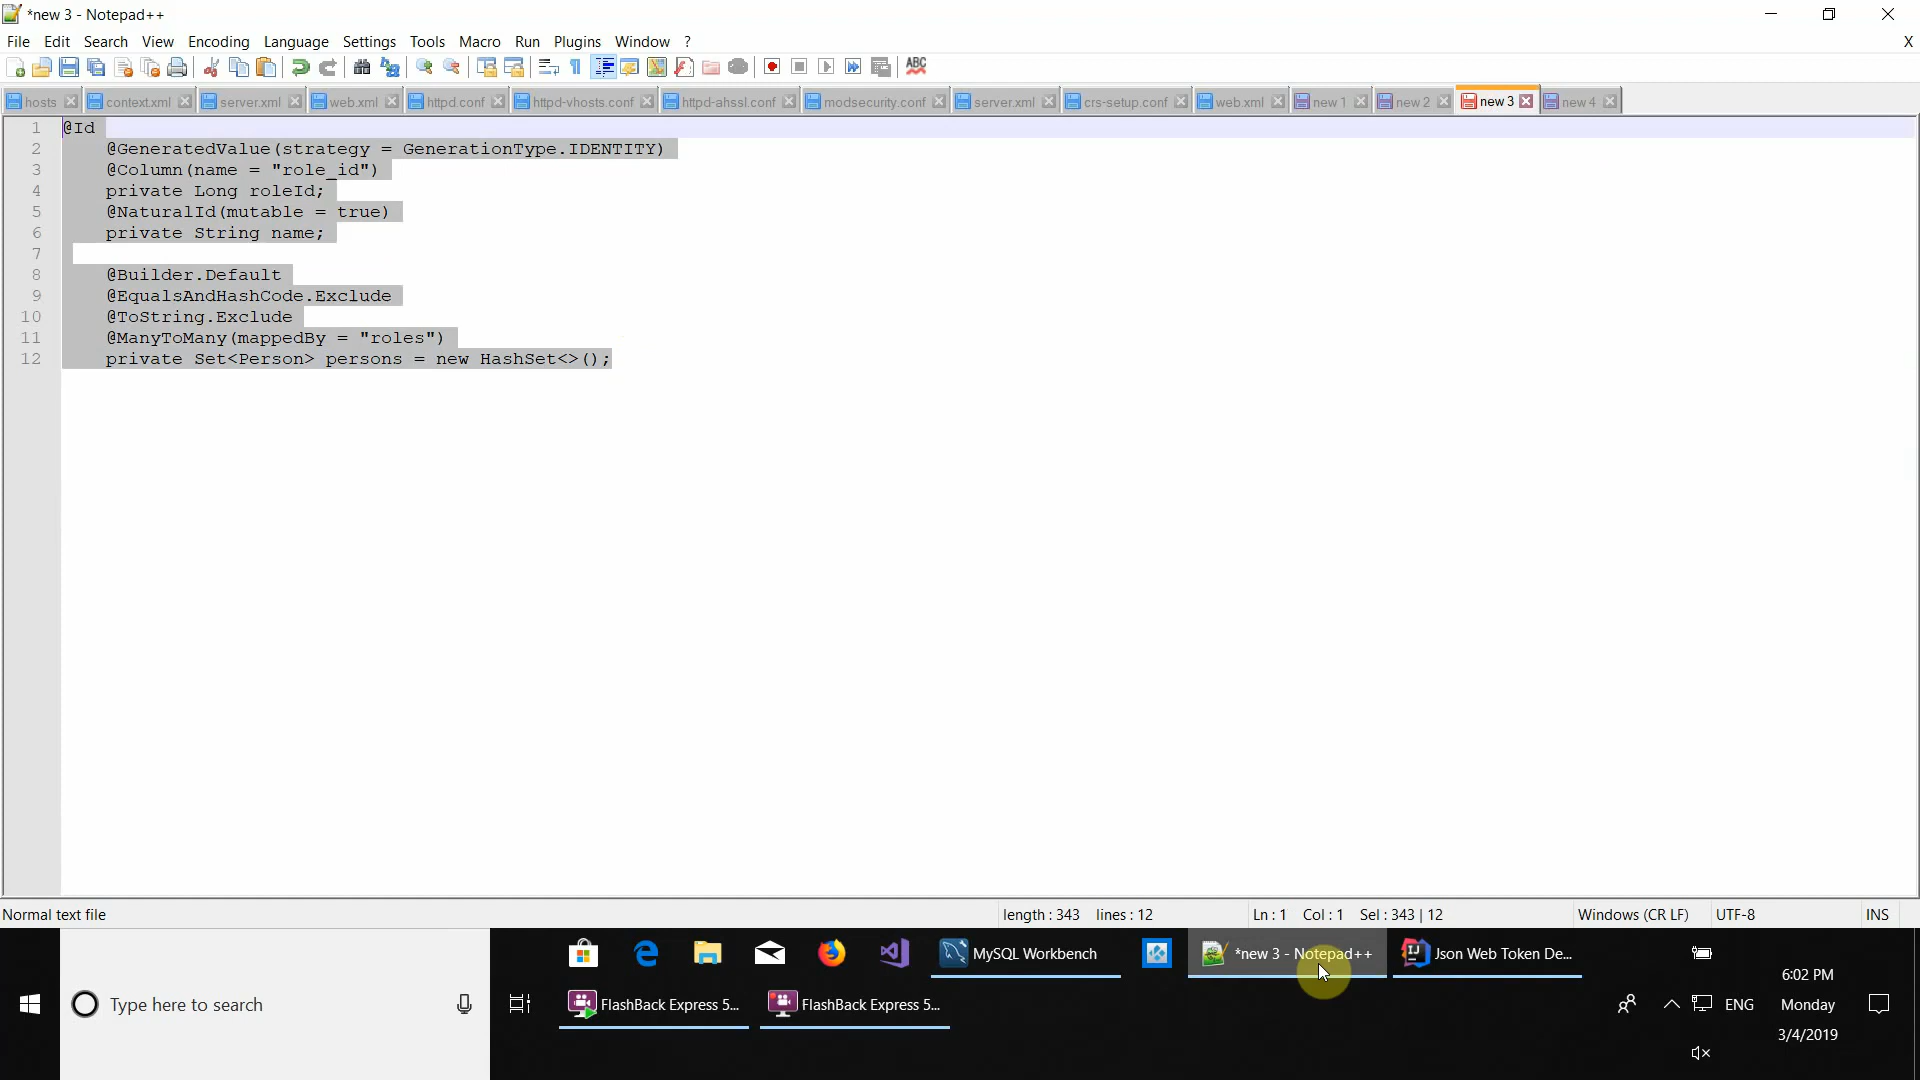 *new 3 - Notepad++
File Edit Search View Encoding Language Settings Tools Macro Run Plugins Window ? X
ABC
hosts context.xml server.xml web.xml httpd.conf httpd-vhosts.conf httpd-ahssl.conf modsecurity.conf server.xml crs-setup.conf web.xml new 1 new 2 new 3 new 4
1 @Id
2 @GeneratedValue(strategy = GenerationType.IDENTITY)
3 @Column(name = "role_id")
4 private Long roleId;
5 @NaturalId(mutable = true)
6 private String name;
7
8 @Builder.Default
9 @EqualsAndHashCode.Exclude
10 @ToString.Exclude
11 @ManyToMany(mappedBy = "roles")
12 private Set<Person> persons = new HashSet<>();
Normal text file length : 343 lines : 12 Ln : 1 Col : 1 Sel : 343 | 12 Windows (CR LF) UTF-8 INS
MySQL Workbench *new 3 - Notepad++ IJ Json Web Token De...
Type here to search FlashBack Express 5... FlashBack Express 5... ENG
6:02 PM
Monday
3/4/2019